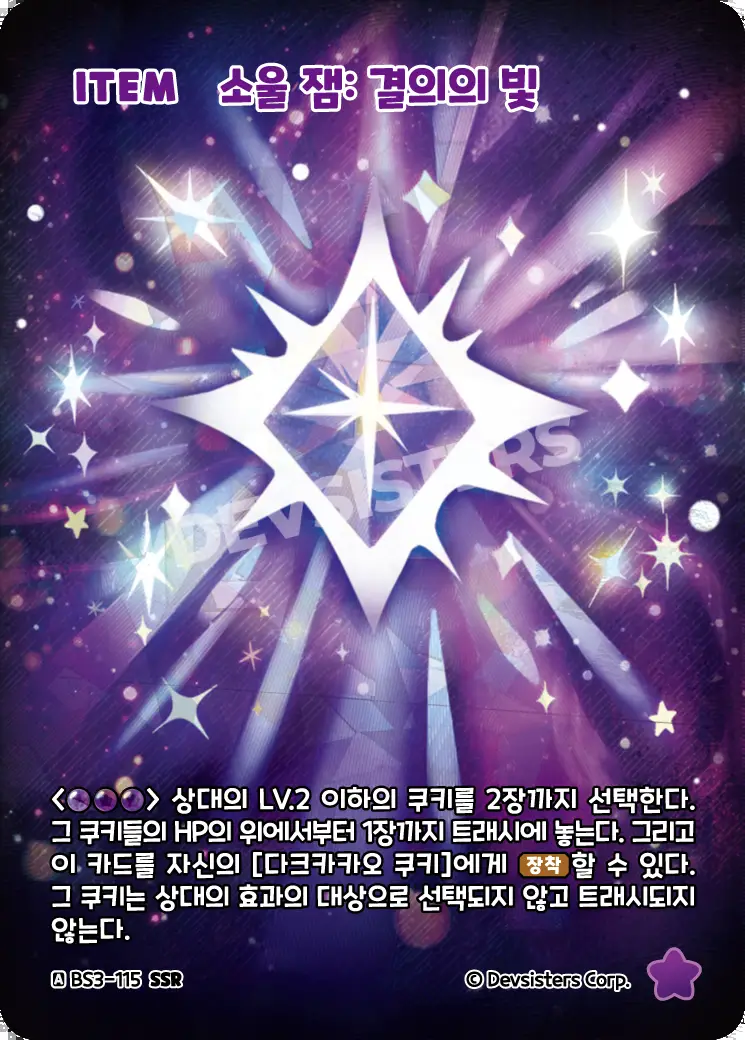 ITEM 소울 잼: 결의의 빛
DEVSISTERS
< > 상대의 LV.2 이하의 쿠키를 2장까지 선택한다.
그 쿠키들의 HP의 위에서부터 1장까지 트래시에 놓는다. 그리고
이 카드를 자신의 [다크카카오 쿠키]에게 장착 할 수 있다.
그 쿠키는 상대의 효과의 대상으로 선택되지 않고 트래시되지
않는다.
A BS3-115 SSR © Devsisters Corp.